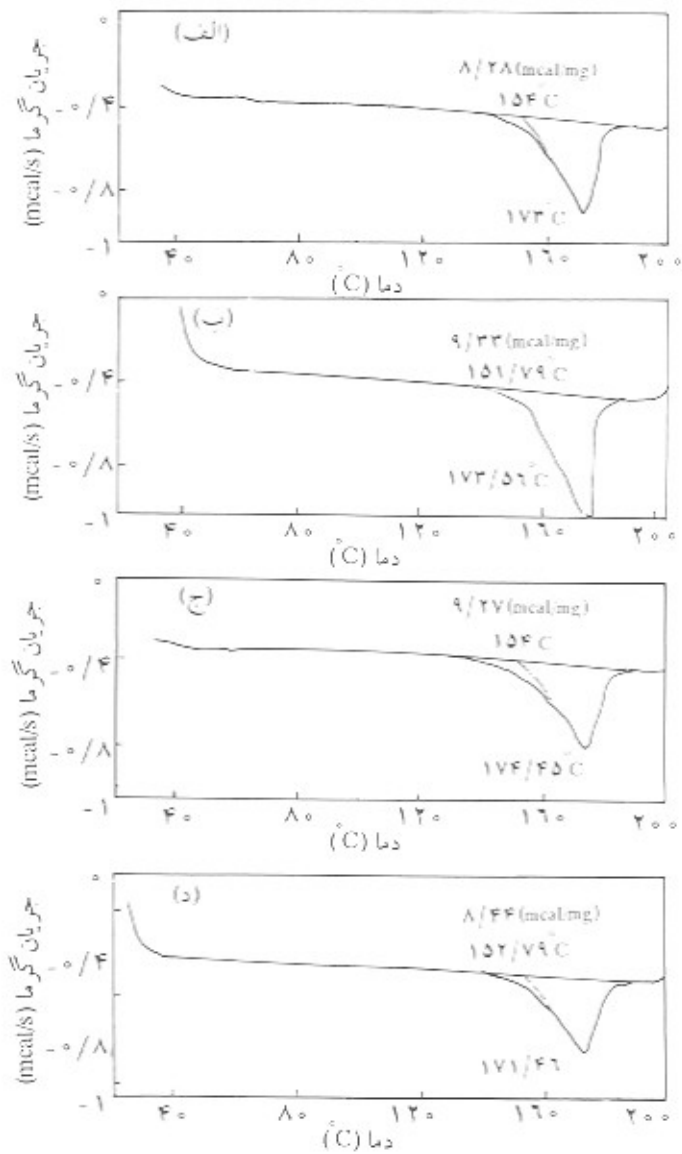 (الف)
۸/۲۸(mcal/mg)
۱۵۴°C
۱۷۳°C
جریان گرما (mcal/s)
۰
-۰/۴
-۰/۸
-۱
۴۰ ۸۰ ۱۲۰ ۱۶۰ ۲۰۰
دما (°C)
(ب)
۹/۳۳(mcal/mg)
۱۵۱/۷۹°C
۱۷۳/۵۶°C
جریان گرما (mcal/s)
۰
-۰/۴
-۰/۸
-۱
۴۰ ۸۰ ۱۲۰ ۱۶۰ ۲۰۰
دما (°C)
(ج)
۹/۲۷(mcal/mg)
۱۵۴°C
۱۷۴/۴۵°C
جریان گرما (mcal/s)
۰
-۰/۴
-۰/۸
-۱
۴۰ ۸۰ ۱۲۰ ۱۶۰ ۲۰۰
دما (°C)
(د)
۸/۴۴(mcal/mg)
۱۵۲/۷۹°C
۱۷۱/۴۶
جریان گرما (mcal/s)
۰
-۰/۴
-۰/۸
-۱
۴۰ ۸۰ ۱۲۰ ۱۶۰ ۲۰۰
دما (°C)